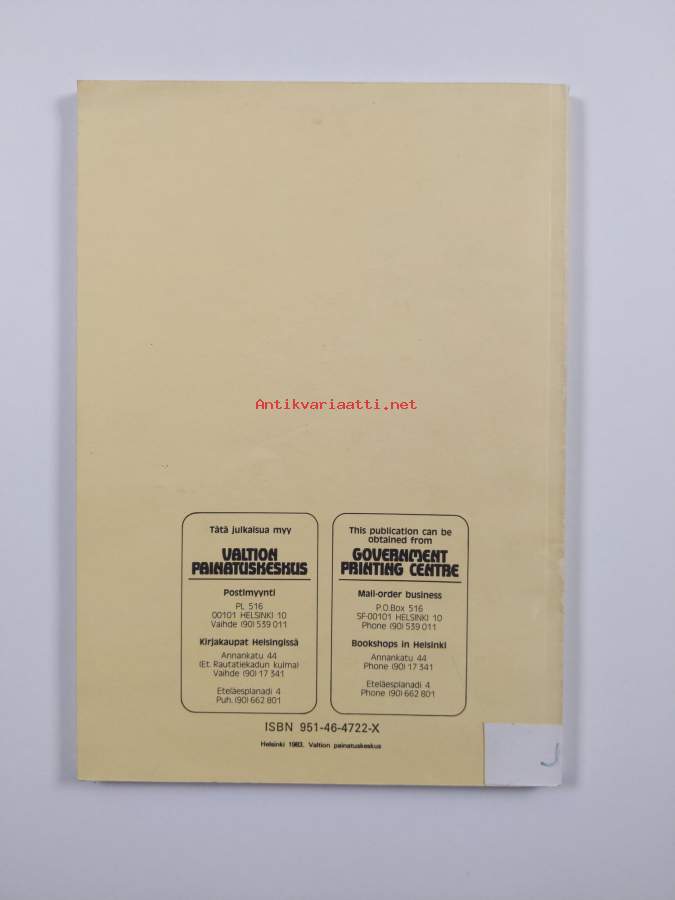 Antikvariaatti.net
Tätä julkaisua myy
VALTION
PAINATUSKESKUS
Postimyynti
PL 516
00101 HELSINKI 10
Vaihde (90) 539 011
Kirjakaupat Helsingissä
Annankatu 44
(Et. Rautatiekadun kulma)
Vaihde (90) 17 341
Eteläesplanadi 4
Puh. (90) 662 801
This publication can be
obtained from
GOVERNMENT
PRINTING CENTRE
Mail-order business
P.O.Box 516
SF-00101 HELSINKI 10
Phone (90) 539 011
Bookshops in Helsinki
Annankatu 44
Phone (90) 17 341
Eteläesplanadi 4
Phone (90) 662 801
ISBN 951-46-4722-X
Helsinki 1983. Valtion painatuskeskus